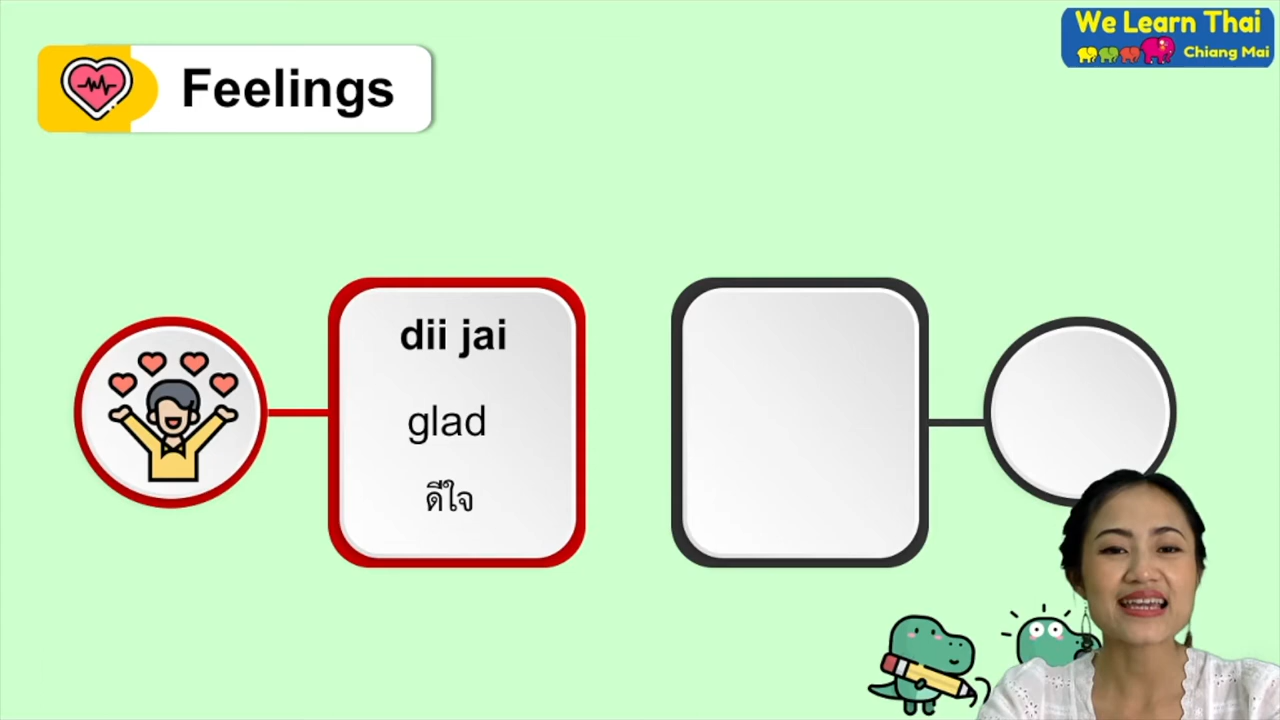 We Learn Thai
Chiang Mai
Feelings
dii jai
glad
ดีใจ